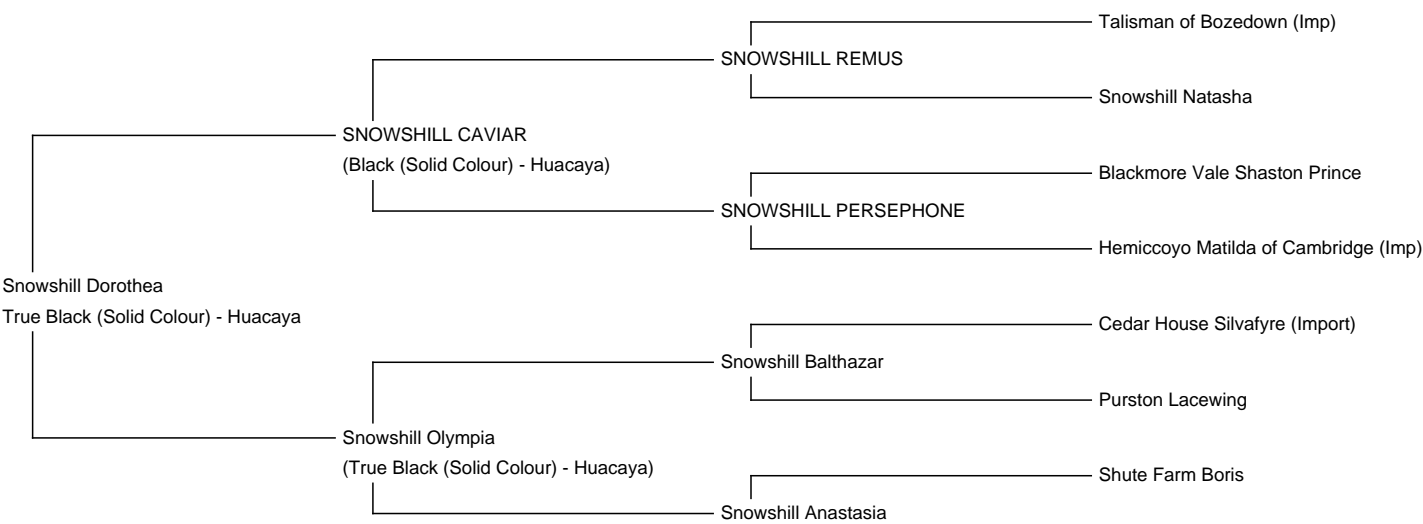 Talisman of Bozedown (Imp)
SNOWSHILL REMUS
Snowshill Natasha
SNOWSHILL CAVIAR
(Black (Solid Colour) - Huacaya)
Blackmore Vale Shaston Prince
SNOWSHILL PERSEPHONE
Hemiccoyo Matilda of Cambridge (Imp)
Snowshill Dorothea
True Black (Solid Colour) - Huacaya
Cedar House Silvafyre (Import)
Snowshill Balthazar
Purston Lacewing
Snowshill Olympia
(True Black (Solid Colour) - Huacaya)
Shute Farm Boris
Snowshill Anastasia